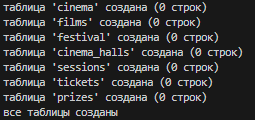 таблица 'cinema' создана (0 строк)
таблица 'films' создана (0 строк)
таблица 'festival' создана (0 строк)
таблица 'cinema_halls' создана (0 строк)
таблица 'sessions' создана (0 строк)
таблица 'tickets' создана (0 строк)
таблица 'prizes' создана (0 строк)
все таблицы созданы